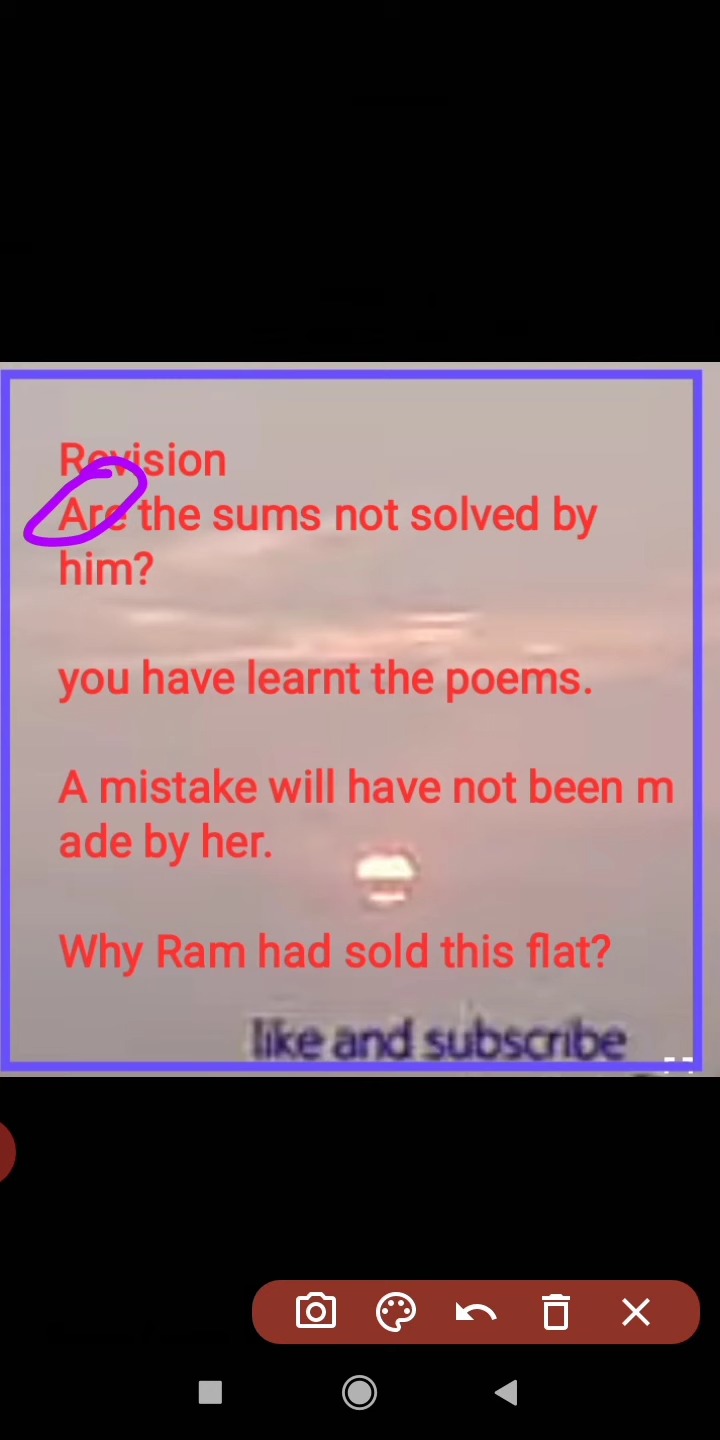 Revision
Are the sums not solved by
him?
you have learnt the poems.
A mistake will have not been m
ade by her.
Why Ram had sold this flat?
like and subscribe